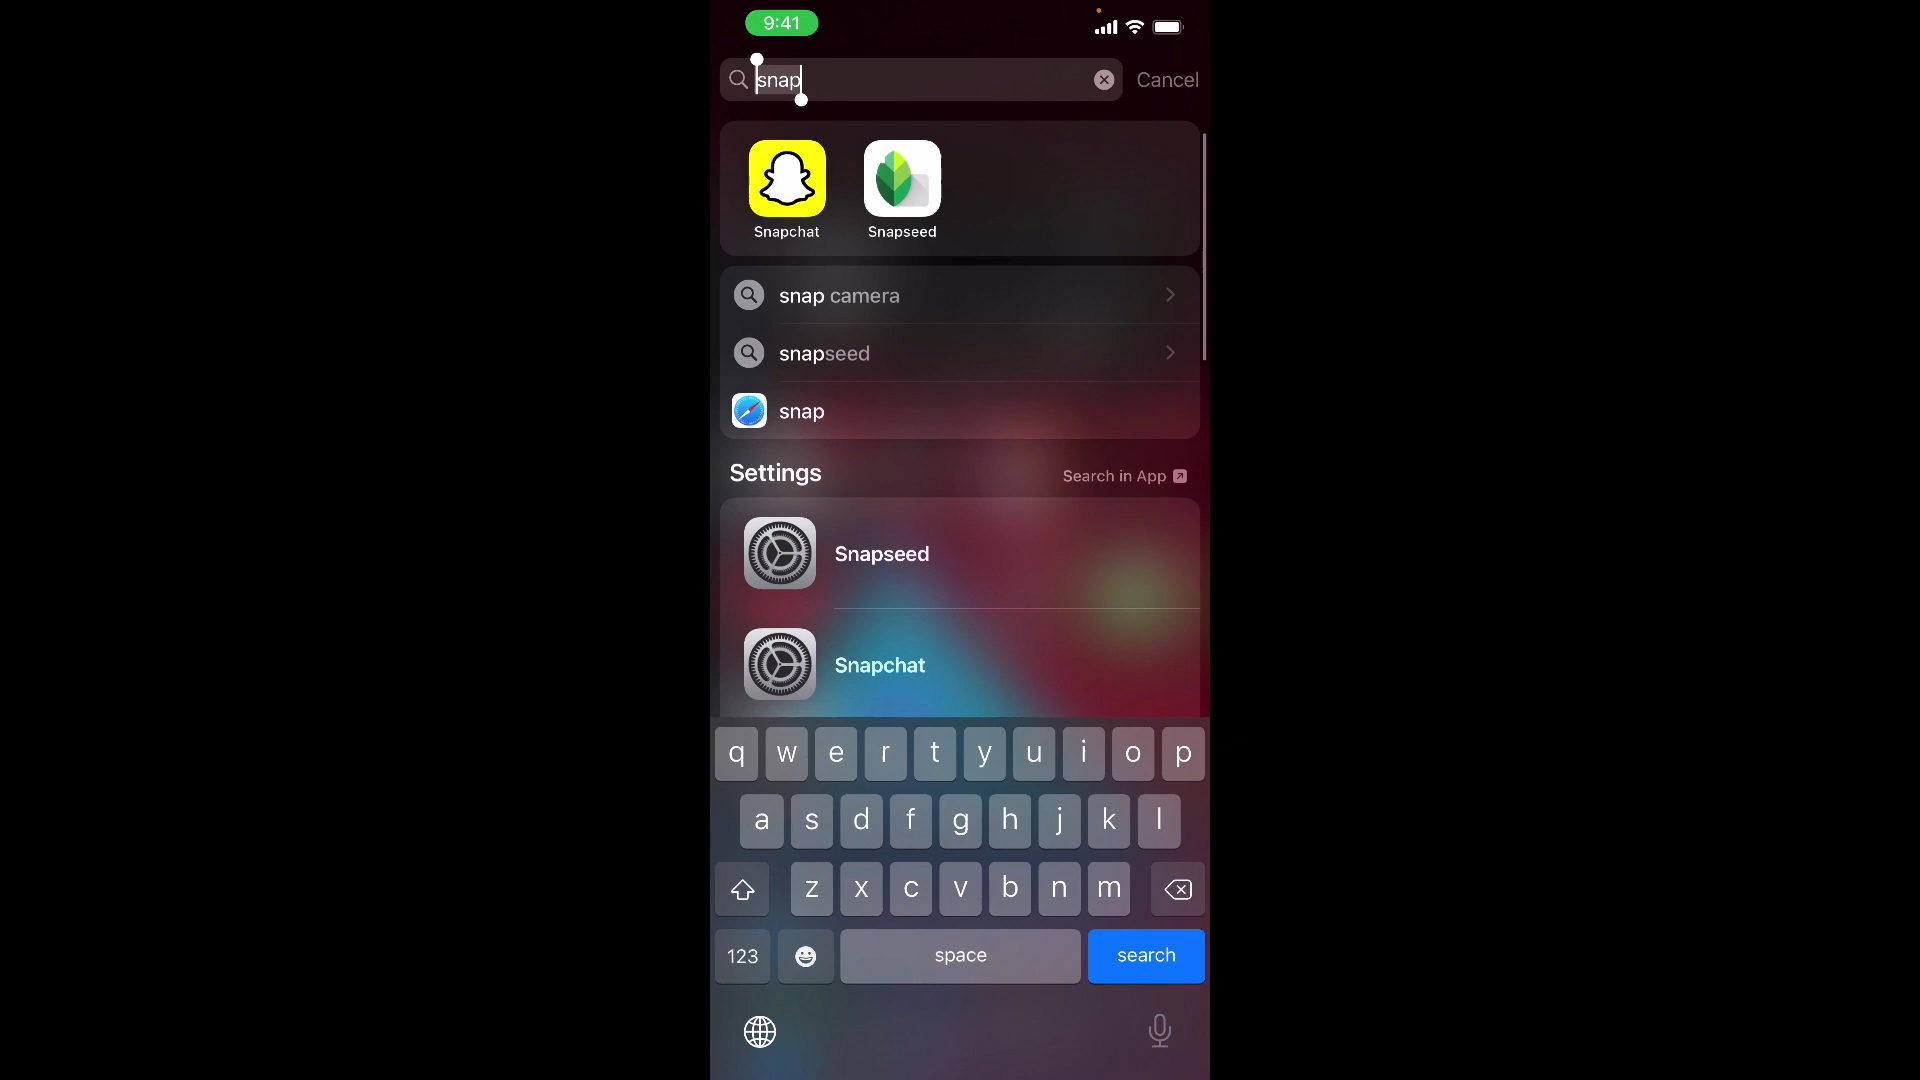 9:41
snap
Cancel
Snapchat Snapseed
snap camera
snapseed
snap
Settings Search in App
Snapseed
Snapchat
q w e r t y u i o p
a s d f g h j k l
z x c v b n m
123 space search